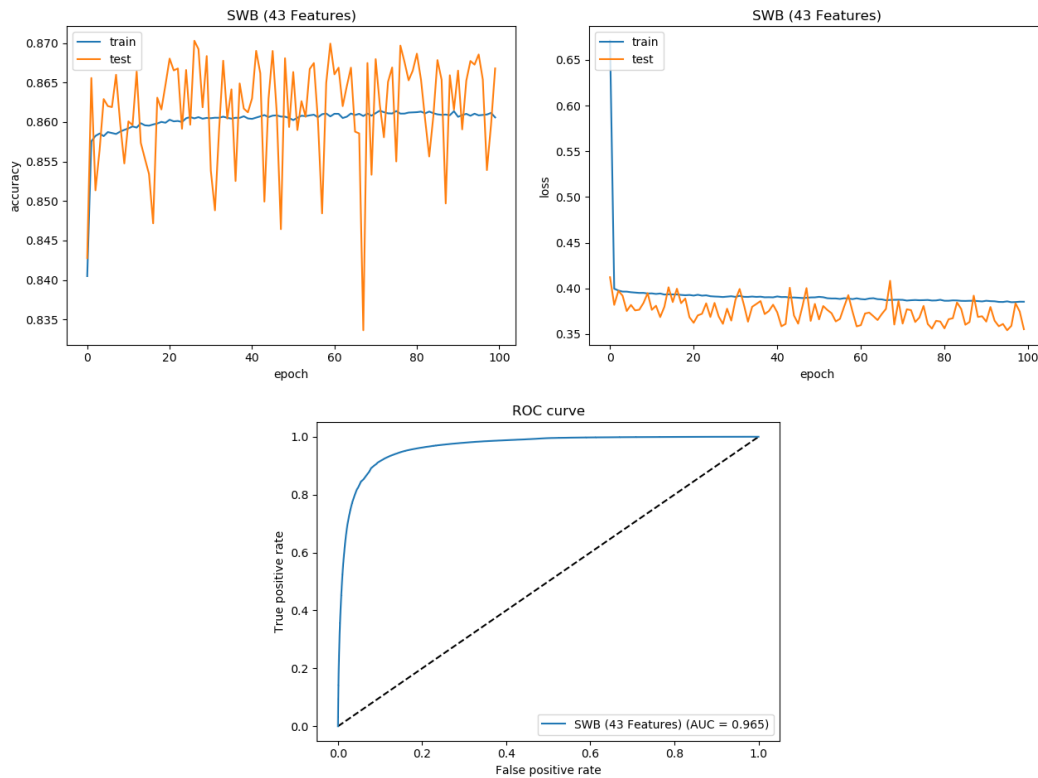 SWB (43 Features)
train
test
0.870
0.865
0.860
0.855
0.850
0.845
0.840
0.835
accuracy
0
20
40
60
80
100
epoch
SWB (43 Features)
train
test
0.65
0.60
0.55
0.50
0.45
0.40
0.35
loss
0
20
40
60
80
100
epoch
ROC curve
1.0
0.8
0.6
0.4
0.2
0.0
True positive rate
SWB (43 Features) (AUC = 0.965)
0.0
0.2
0.4
0.6
0.8
1.0
False positive rate